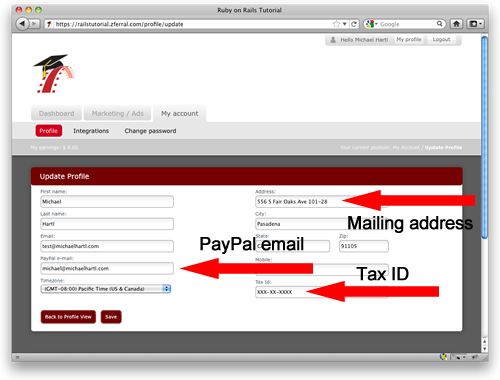 Ruby on Rails Tutorial
https://railstutorial.zferral.com/profile/update
Google
Hello Michael Hartl
My profile
Logout
Dashboard
Marketing / Ads
My account
Profile
Integrations
Change password
My earnings: $ 0.00
Your current position: My Account / Update Profile
Update Profile
First name:
Michael
Last name:
Hartl
Email:
test@michaelhartl.com
PayPal e-mail:
michael@michaelhartl.com
Timezone:
(GMT-08:00) Pacific Time (US & Canada)
Address:
556 S Fair Oaks Ave 101-28
City:
Pasadena
State:
Zip:
91105
Mobile:
Tax Id:
XXX-XX-XXXX
Mailing address
PayPal email
Tax ID
Back to Profile View
Save